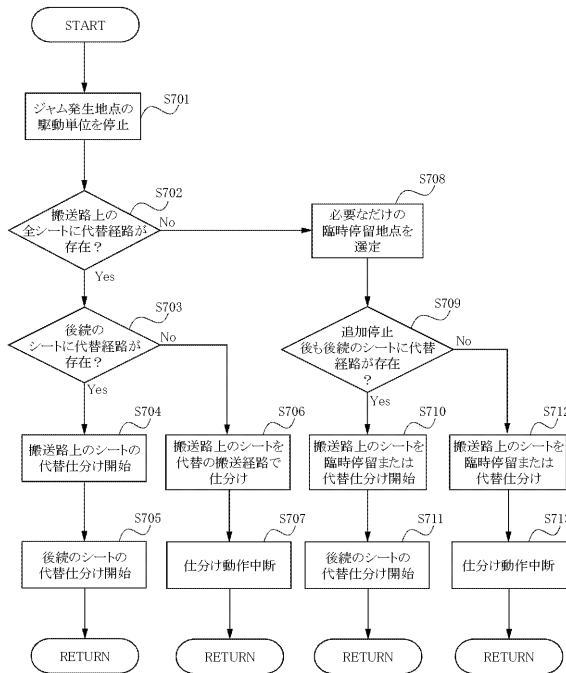 START
S701
ジャム発生地点の
駆動単位を停止
S702
搬送路上の
全シートに代替経路が
存在？
No
Yes
S708
必要なだけの
臨時停留地点を
選定
S703
後続の
シートに代替経路が
存在？
No
Yes
S709
追加停止
後も後続のシートに代替
経路が存在
？
No
Yes
S704
搬送路上のシートの
代替仕分け開始
S706
搬送路上のシートを
代替の搬送経路で
仕分け
S710
搬送路上のシートを
臨時停留または
代替仕分け開始
S712
搬送路上のシートを
臨時停留または
代替仕分け
S705
後続のシートの
代替仕分け開始
S707
仕分け動作中断
S711
後続のシートの
代替仕分け開始
S713
仕分け動作中断
RETURN
RETURN
RETURN
RETURN